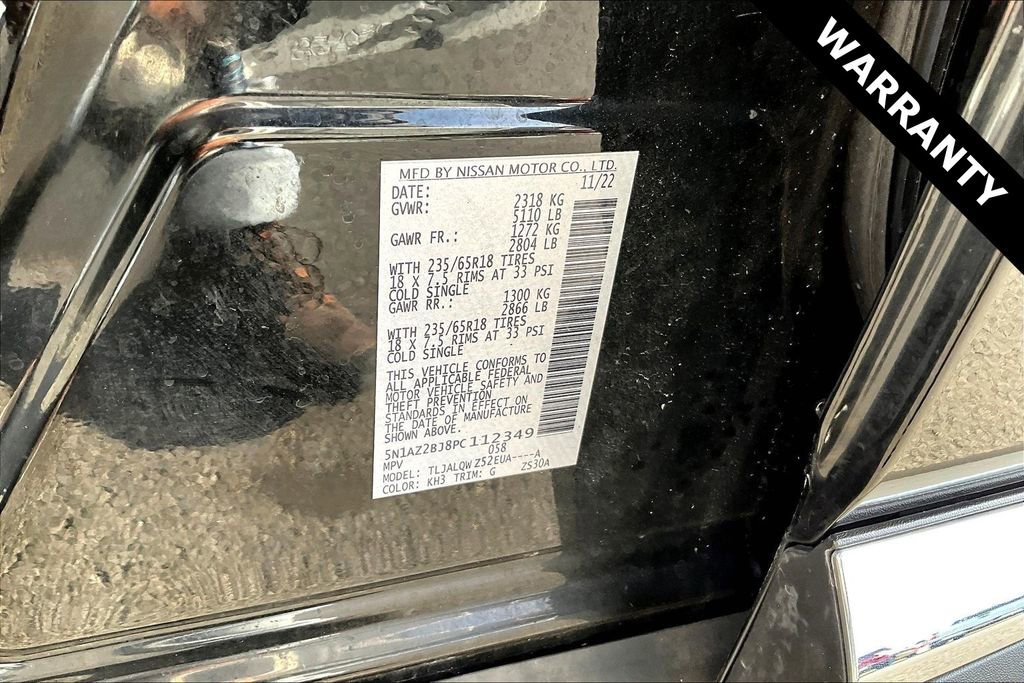 WARRANTY
MFD BY NISSAN MOTOR CO., LTD.
DATE: 11/22
GVWR: 2318 KG
5110 LB
GAWR FR.: 1272 KG
2804 LB
WITH 235/65R18 TIRES
18 X 7.5 RIMS AT 33 PSI
COLD SINGLE
GAWR RR.: 1300 KG
2866 LB
WITH 235/65R18 TIRES
18 X 7.5 RIMS AT 33 PSI
COLD SINGLE
THIS VEHICLE CONFORMS TO
ALL APPLICABLE FEDERAL
MOTOR VEHICLE SAFETY AND
THEFT PREVENTION
STANDARDS IN EFFECT ON
THE DATE OF MANUFACTURE
SHOWN ABOVE.
5N1AZ2BJ8PC112349
MPV 058
MODEL: TLJALQWZ52EUA----A
COLOR: KH3 TRIM: G ZS30A